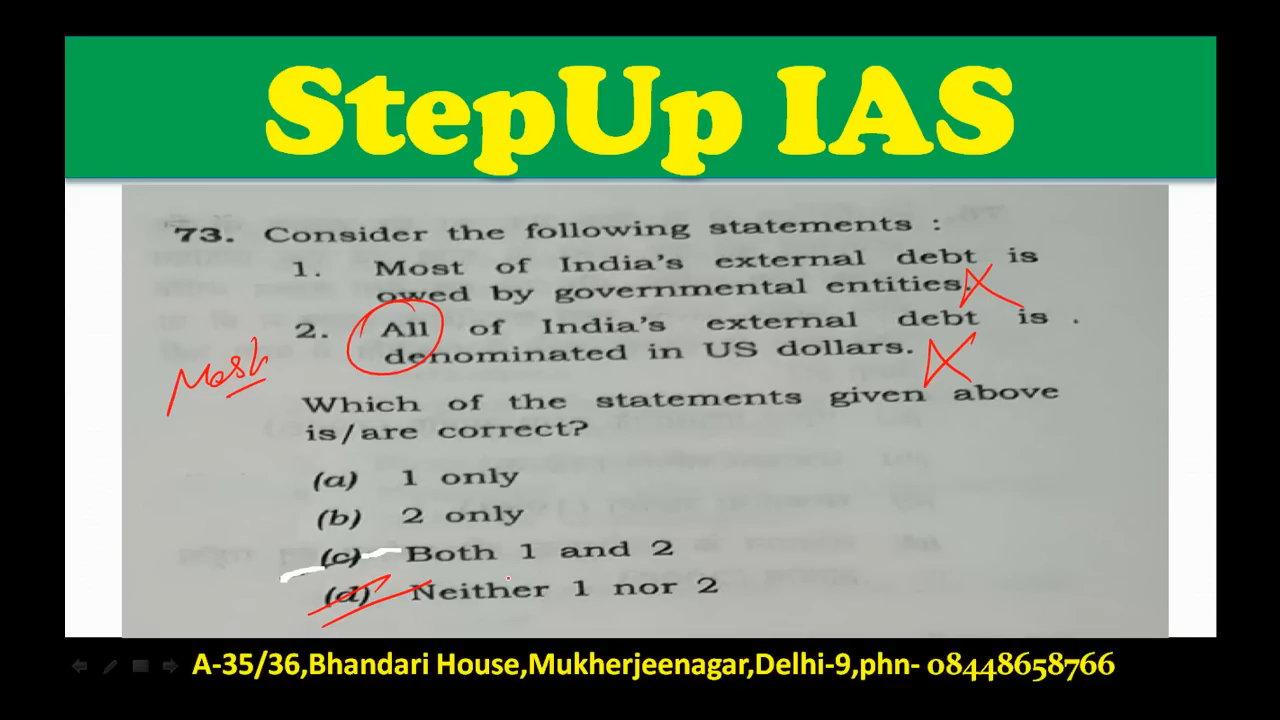 StepUp IAS
73. Consider the following statements :
1. Most of India's external debt is
owed by governmental entities.
2. All of India's external debt is .
denominated in US dollars.
Most
Which of the statements given above
is/are correct?
(a) 1 only
(b) 2 only
(c) Both 1 and 2
(d) Neither 1 nor 2
A-35/36,Bhandari House,Mukherjeenagar,Delhi-9,phn- 08448658766